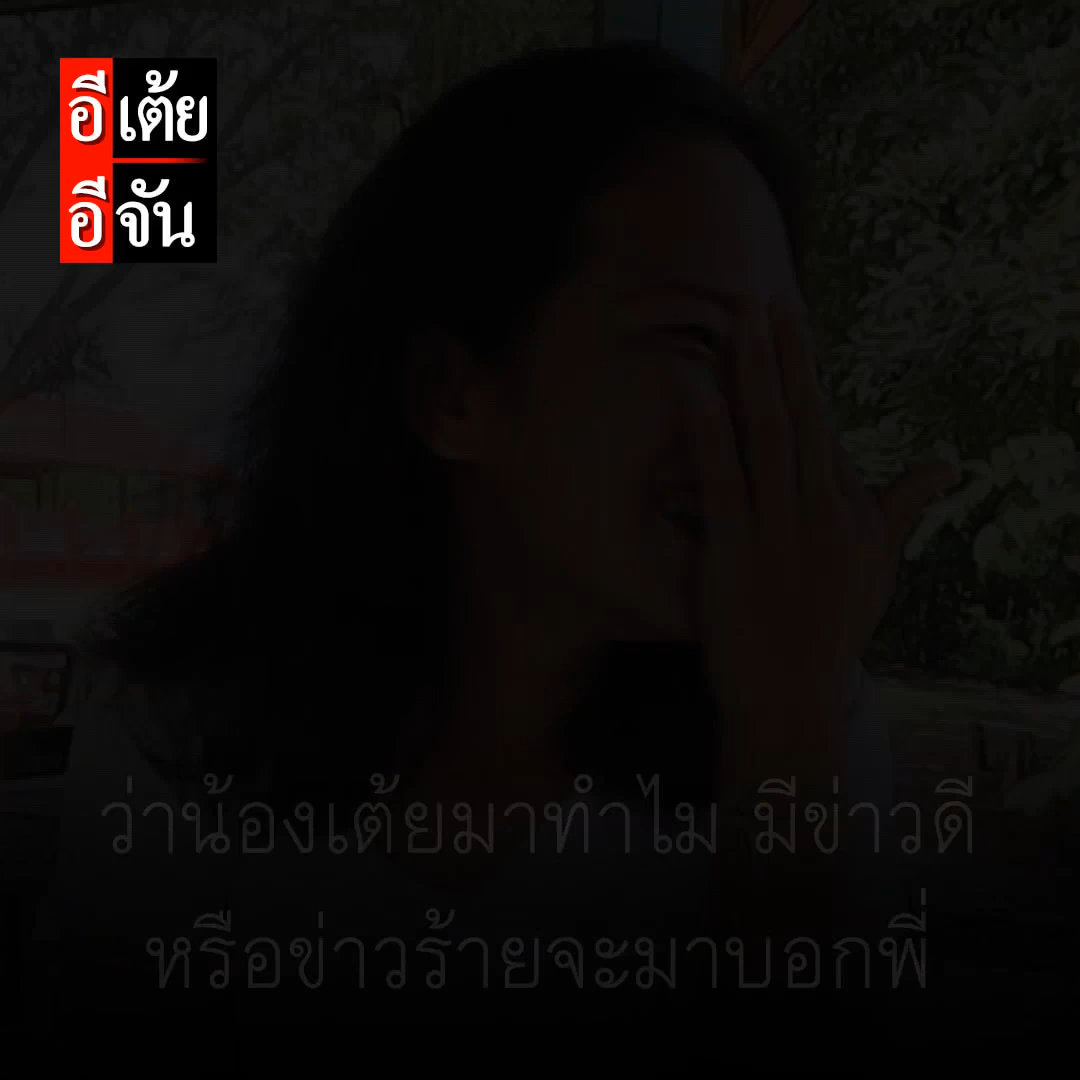 อีเต้ย
อีจัน
ว่าน้องเต้ยมาทำไม มีข่าวดี
หรือข่าวร้ายจะมาบอกพี่